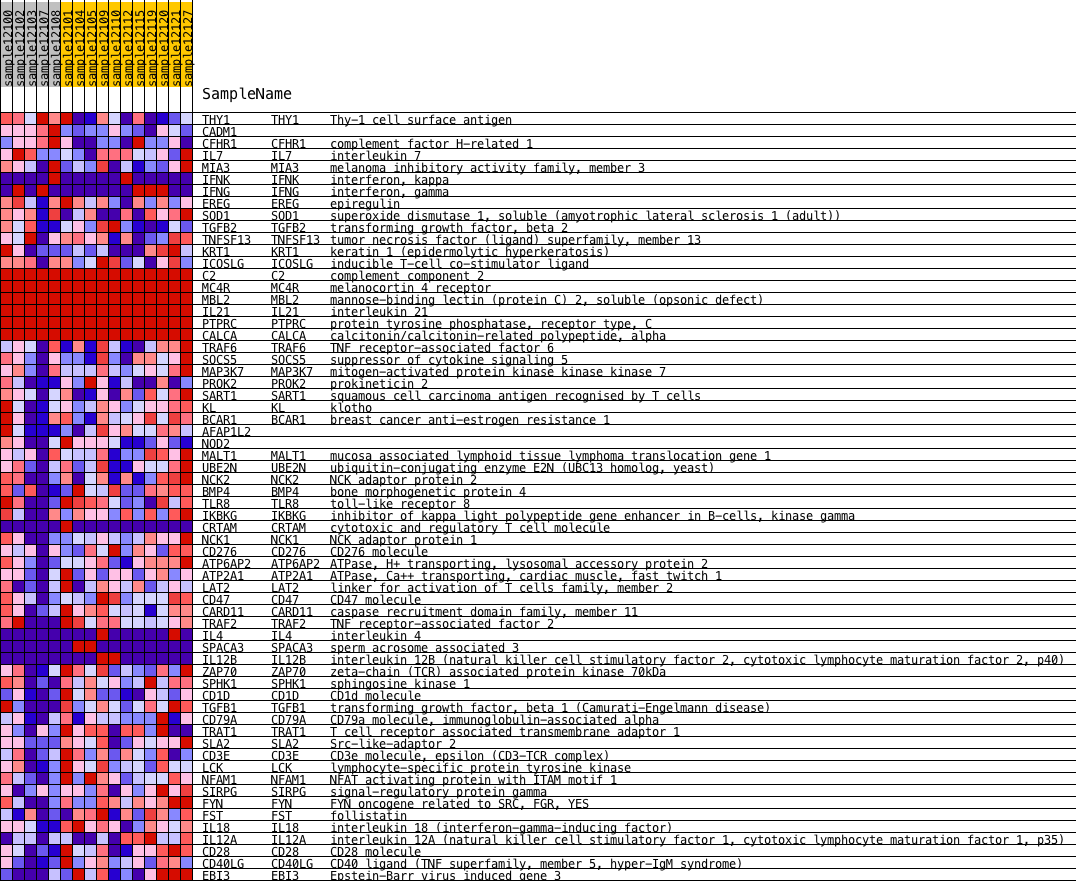 sample12100
sample12102
sample12103
sample12107
sample12108
sample12101
sample12104
sample12105
sample12109
sample12110
sample12112
sample12115
sample12119
sample12120
sample12121
sample12127
SampleName
THY1 THY1 Thy-1 cell surface antigen
CADM1
CFHR1 CFHR1 complement factor H-related 1
IL7 IL7 interleukin 7
MIA3 MIA3 melanoma inhibitory activity family, member 3
IFNK IFNK interferon, kappa
IFNG IFNG interferon, gamma
EREG EREG epiregulin
SOD1 SOD1 superoxide dismutase 1, soluble (amyotrophic lateral sclerosis 1 (adult))
TGFB2 TGFB2 transforming growth factor, beta 2
TNFSF13 TNFSF13 tumor necrosis factor (ligand) superfamily, member 13
KRT1 KRT1 keratin 1 (epidermolytic hyperkeratosis)
ICOSLG ICOSLG inducible T-cell co-stimulator ligand
C2 C2 complement component 2
MC4R MC4R melanocortin 4 receptor
MBL2 MBL2 mannose-binding lectin (protein C) 2, soluble (opsonic defect)
IL21 IL21 interleukin 21
PTPRC PTPRC protein tyrosine phosphatase, receptor type, C
CALCA CALCA calcitonin/calcitonin-related polypeptide, alpha
TRAF6 TRAF6 TNF receptor-associated factor 6
SOCS5 SOCS5 suppressor of cytokine signaling 5
MAP3K7 MAP3K7 mitogen-activated protein kinase kinase kinase 7
PROK2 PROK2 prokineticin 2
SART1 SART1 squamous cell carcinoma antigen recognised by T cells
KL KL klotho
BCAR1 BCAR1 breast cancer anti-estrogen resistance 1
AFAP1L2
NOD2
MALT1 MALT1 mucosa associated lymphoid tissue lymphoma translocation gene 1
UBE2N UBE2N ubiquitin-conjugating enzyme E2N (UBC13 homolog, yeast)
NCK2 NCK2 NCK adaptor protein 2
BMP4 BMP4 bone morphogenetic protein 4
TLR8 TLR8 toll-like receptor 8
IKBKG IKBKG inhibitor of kappa light polypeptide gene enhancer in B-cells, kinase gamma
CRTAM CRTAM cytotoxic and regulatory T cell molecule
NCK1 NCK1 NCK adaptor protein 1
CD276 CD276 CD276 molecule
ATP6AP2 ATP6AP2 ATPase, H+ transporting, lysosomal accessory protein 2
ATP2A1 ATP2A1 ATPase, Ca++ transporting, cardiac muscle, fast twitch 1
LAT2 LAT2 linker for activation of T cells family, member 2
CD47 CD47 CD47 molecule
CARD11 CARD11 caspase recruitment domain family, member 11
TRAF2 TRAF2 TNF receptor-associated factor 2
IL4 IL4 interleukin 4
SPACA3 SPACA3 sperm acrosome associated 3
IL12B IL12B interleukin 12B (natural killer cell stimulatory factor 2, cytotoxic lymphocyte maturation factor 2, p40)
ZAP70 ZAP70 zeta-chain (TCR) associated protein kinase 70kDa
SPHK1 SPHK1 sphingosine kinase 1
CD1D CD1D CD1d molecule
TGFB1 TGFB1 transforming growth factor, beta 1 (Camurati-Engelmann disease)
CD79A CD79A CD79a molecule, immunoglobulin-associated alpha
TRAT1 TRAT1 T cell receptor associated transmembrane adaptor 1
SLA2 SLA2 Src-like-adaptor 2
CD3E CD3E CD3e molecule, epsilon (CD3-TCR complex)
LCK LCK lymphocyte-specific protein tyrosine kinase
NFAM1 NFAM1 NFAT activating protein with ITAM motif 1
SIRPG SIRPG signal-regulatory protein gamma
FYN FYN FYN oncogene related to SRC, FGR, YES
FST FST follistatin
IL18 IL18 interleukin 18 (interferon-gamma-inducing factor)
IL12A IL12A interleukin 12A (natural killer cell stimulatory factor 1, cytotoxic lymphocyte maturation factor 1, p35)
CD28 CD28 CD28 molecule
CD40LG CD40LG CD40 ligand (TNF superfamily, member 5, hyper-IgM syndrome)
EBI3 EBI3 Epstein-Barr virus induced gene 3